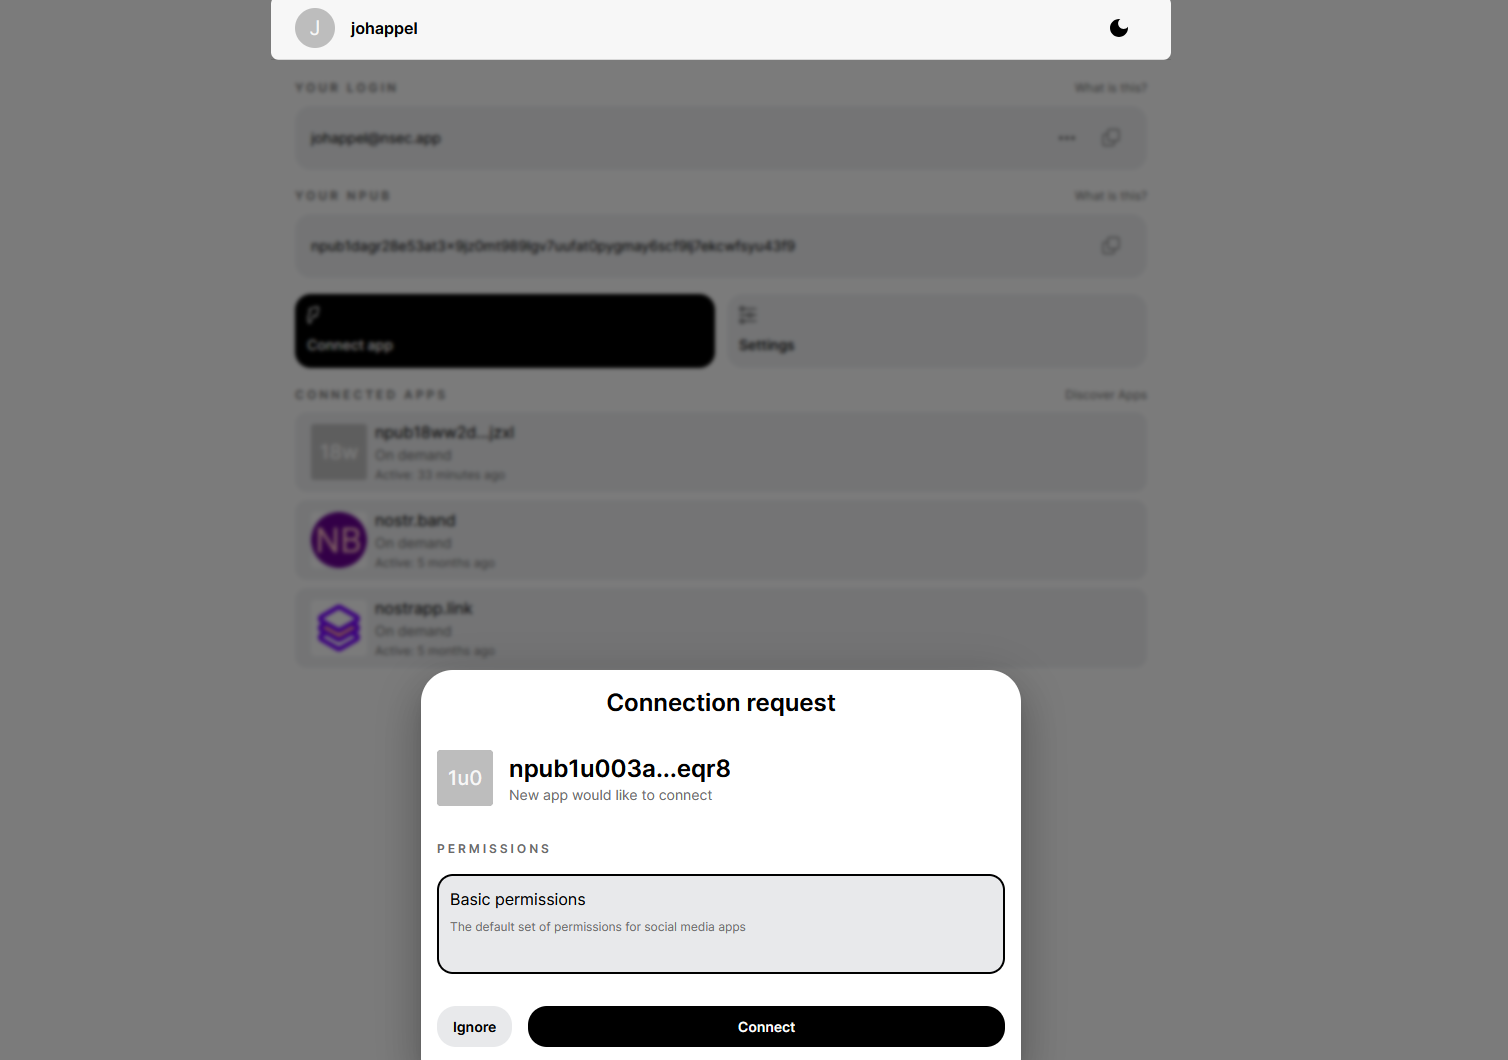 J
johappel
YOUR LOGIN
What is this?
johappel@nsec.app
YOUR NPUB
What is this?
Connect app
Settings
CONNECTED APPS
Discover Apps
18w
npub18ww2d...jzxl
On demand
Active: 33 minutes ago
NB
nostr.band
On demand
Active: 5 months ago
nostrapp.link
On demand
Active: 5 months ago
Connection request
1u0
npub1u003a...eqr8
New app would like to connect
PERMISSIONS
Basic permissions
The default set of permissions for social media apps
Ignore
Connect